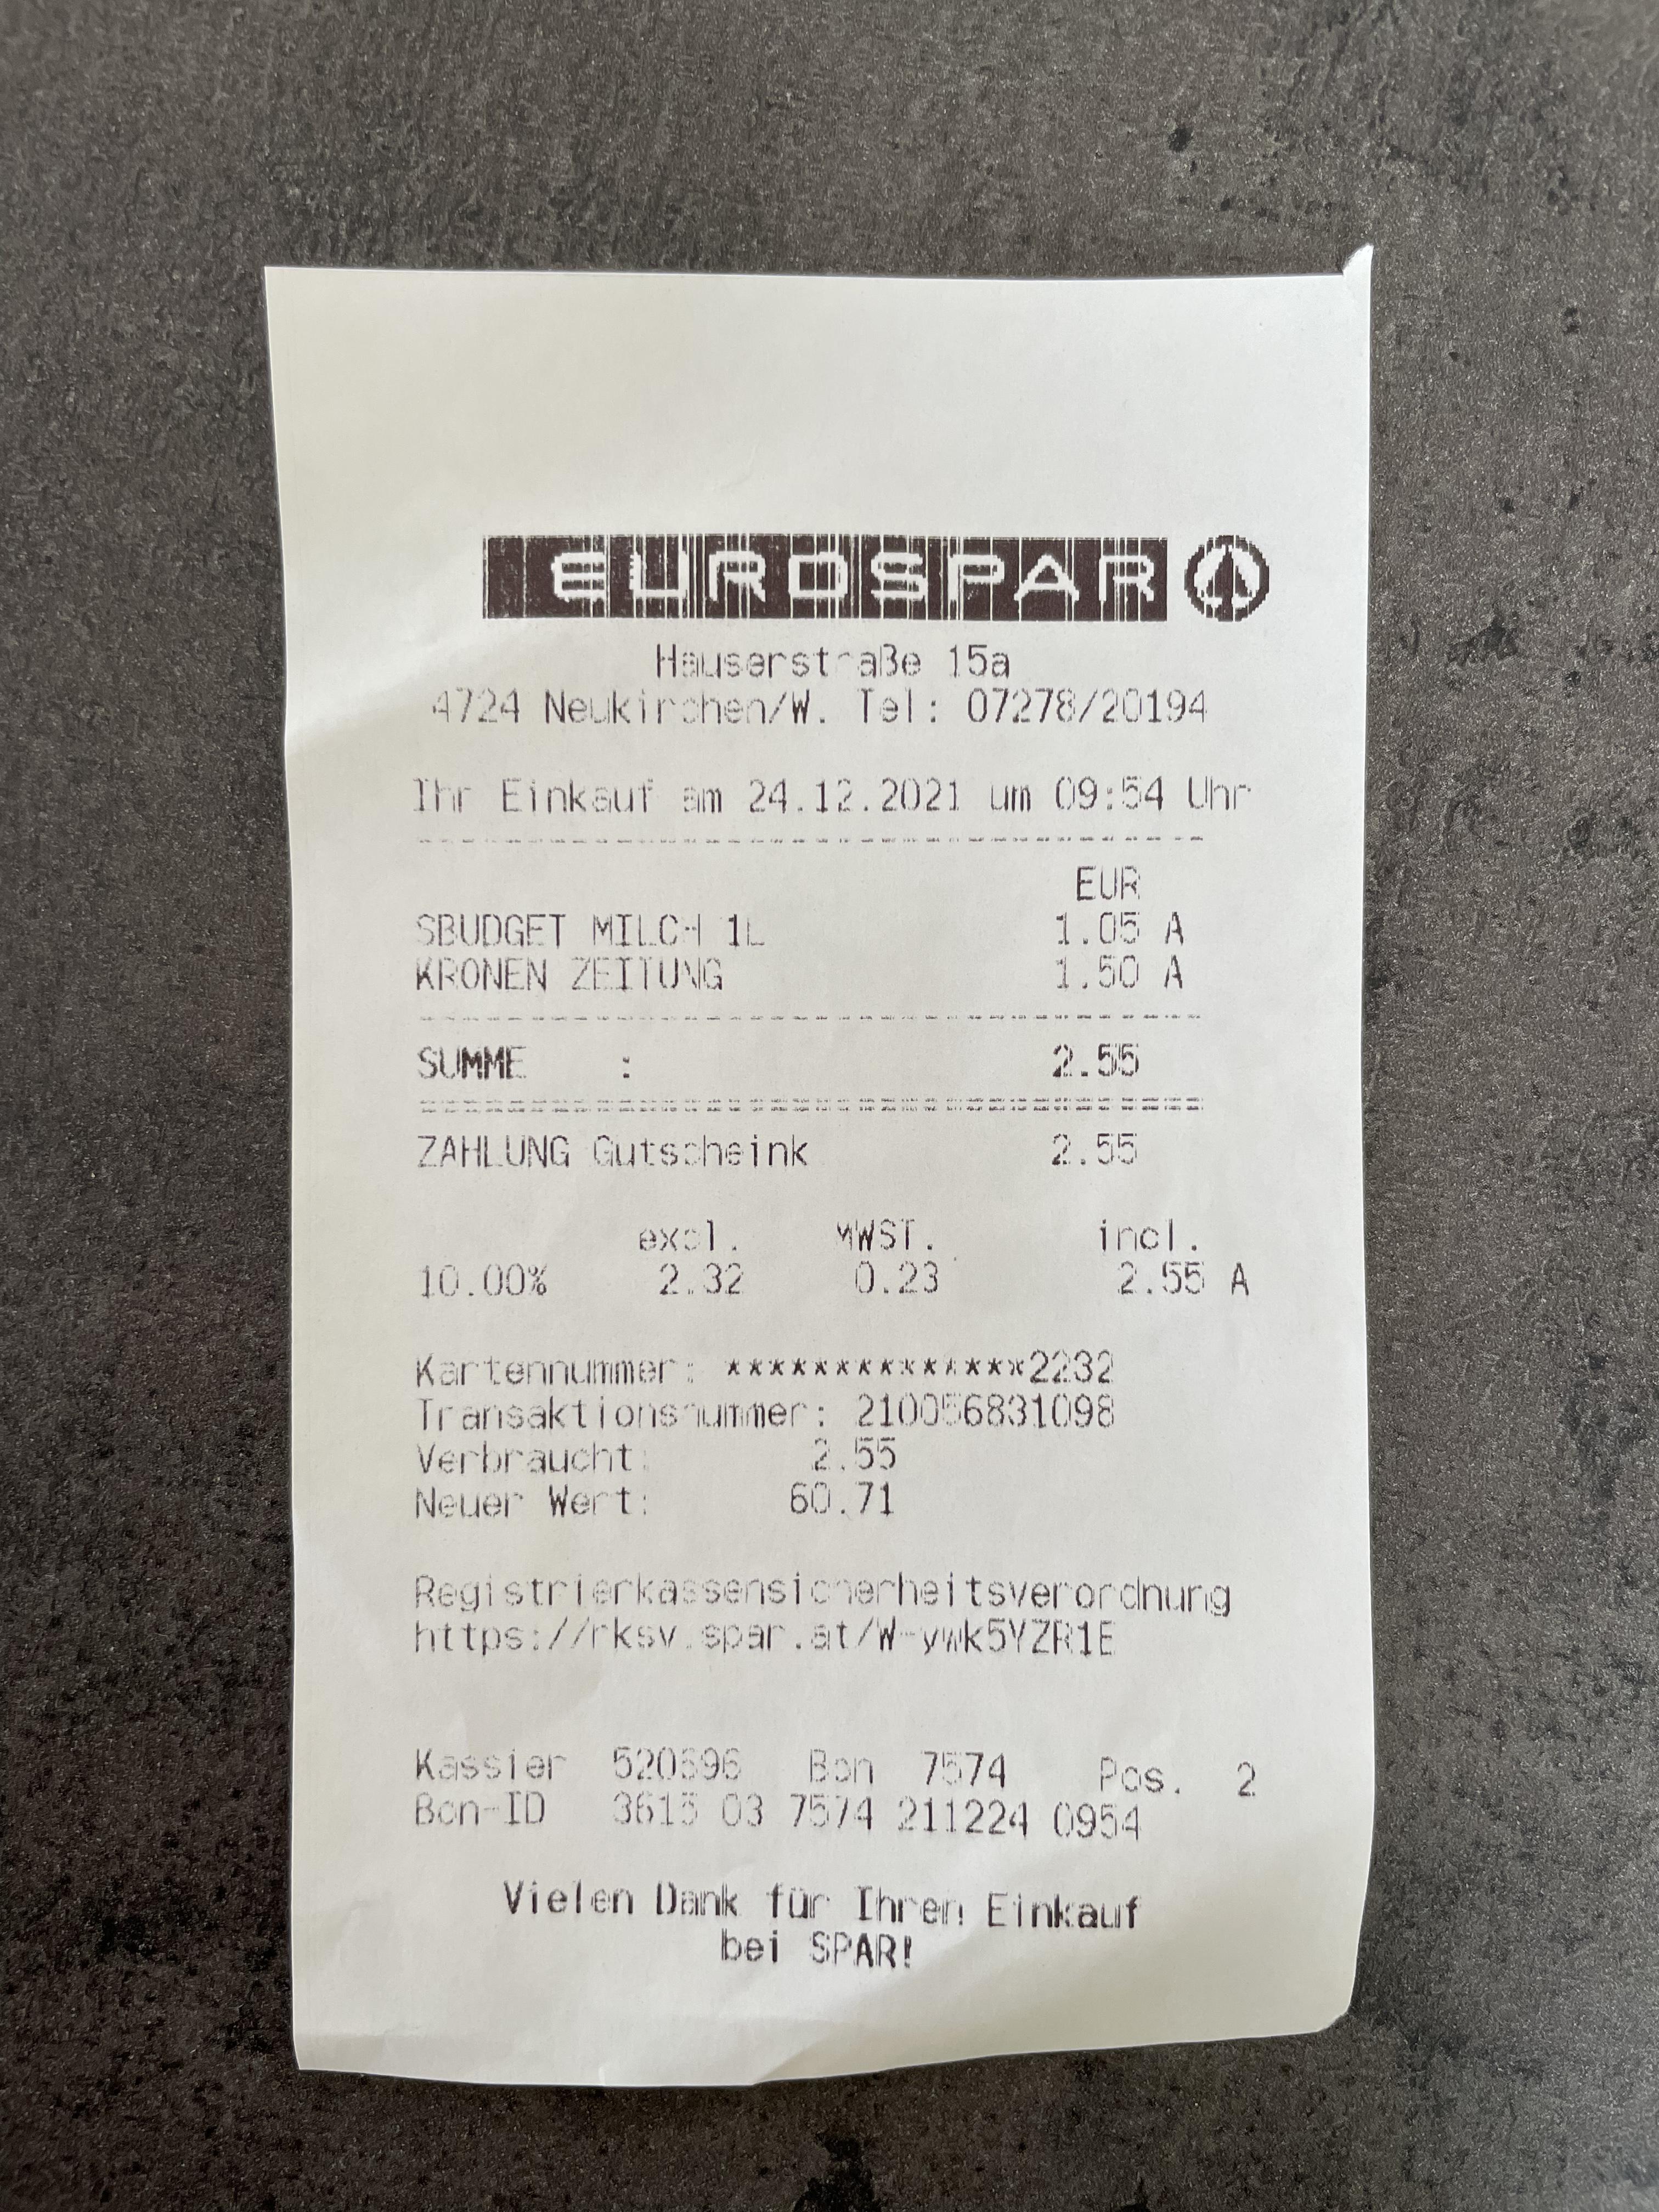 EUROSPAR
Hauserstraße 15a
4724 Neukirchen/W. Tel: 07278/20194
Ihr Einkauf am 24.12.2021 um 09:54 Uhr
EUR
SBUDGET MILCH 1L 1.05 A
KRONEN ZEITUNG 1.50 A
SUMME : 2.55
ZAHLUNG Gutscheink 2.55
excl. MWST. incl.
10.00% 2.32 0.23 2.55 A
Kartennummer: **************2232
Transaktionsnummer: 210056831098
Verbraucht: 2.55
Neuer Wert: 60.71
Registrierkassensicherheitsverordnung
https://rksv.spar.at/W-ywk5YZR1E
Kassier Bon 7574 Pos. 2
Bon-ID 3615 03 7574 211224 0954
Vielen Dank für Ihren Einkauf
bei SPAR!